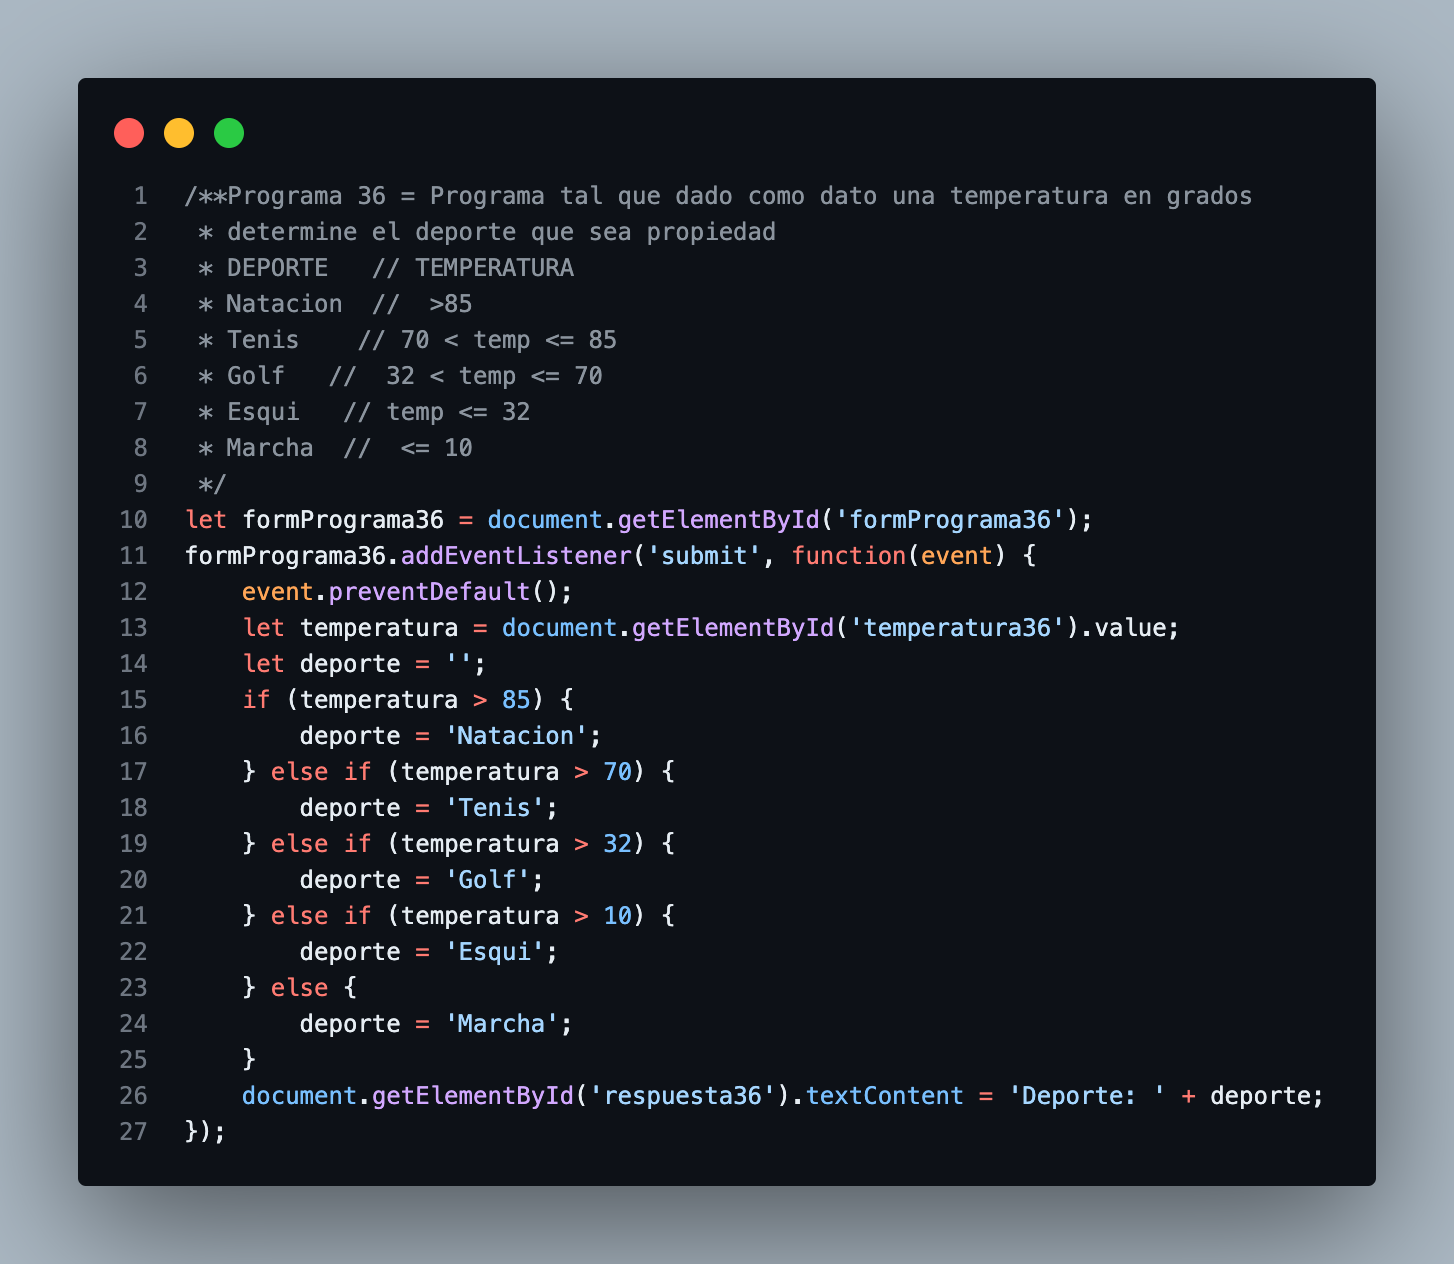 1 /**Programa 36 = Programa tal que dado como dato una temperatura en grados
2  * determine el deporte que sea propiedad
3  * DEPORTE   // TEMPERATURA
4  * Natacion  //  >85
5  * Tenis    // 70 < temp <= 85
6  * Golf   //  32 < temp <= 70
7  * Esqui   // temp <= 32
8  * Marcha  //  <= 10
9  */
10 let formPrograma36 = document.getElementById('formPrograma36');
11 formPrograma36.addEventListener('submit', function(event) {
12     event.preventDefault();
13     let temperatura = document.getElementById('temperatura36').value;
14     let deporte = '';
15     if (temperatura > 85) {
16         deporte = 'Natacion';
17     } else if (temperatura > 70) {
18         deporte = 'Tenis';
19     } else if (temperatura > 32) {
20         deporte = 'Golf';
21     } else if (temperatura > 10) {
22         deporte = 'Esqui';
23     } else {
24         deporte = 'Marcha';
25     }
26     document.getElementById('respuesta36').textContent = 'Deporte: ' + deporte;
27 });